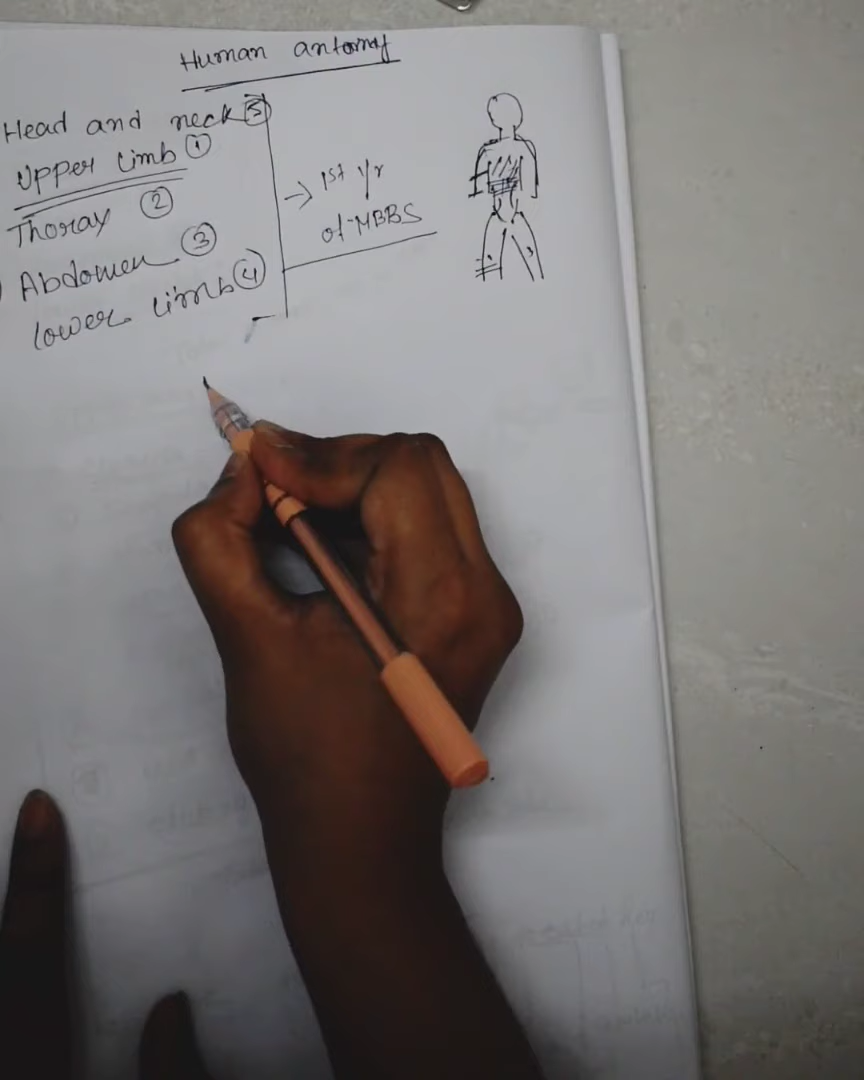 Human antomy
Head and neck 5
Upper limb 1
Thorax 2
Abdomen 3
lower limb 4
→ 1st yr
of MBBS